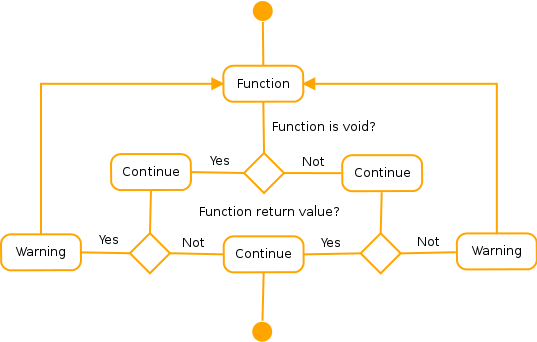 Function
Function is void?
Yes
Not
Continue
Continue
Function return value?
Yes
Not
Yes
Not
Warning
Continue
Warning